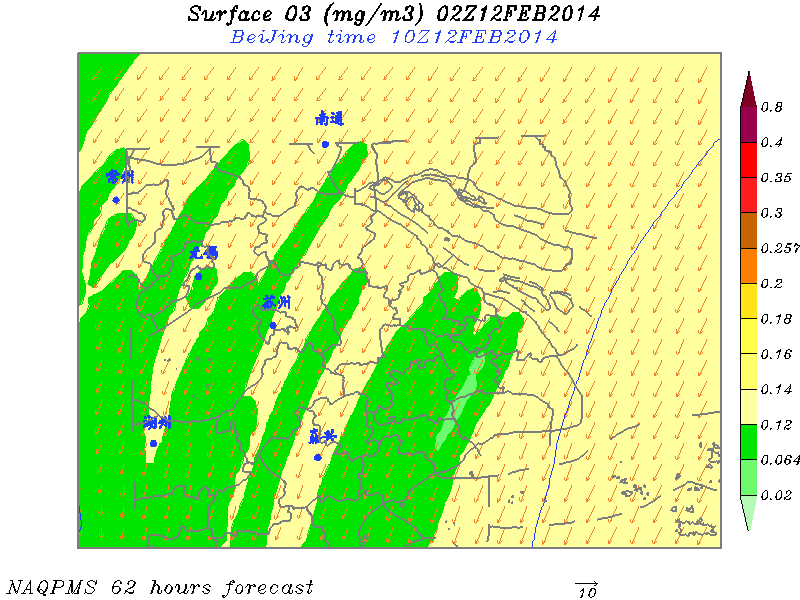 Surface O3 (mg/m3) 02Z12FEB2014
BeiJing time 10Z12FEB2014
南通
常州
无锡
苏州
湖州
嘉兴
0.8
0.4
0.35
0.3
0.257
0.2
0.18
0.16
0.14
0.12
0.064
0.02
NAQPMS 62 hours forecast
10